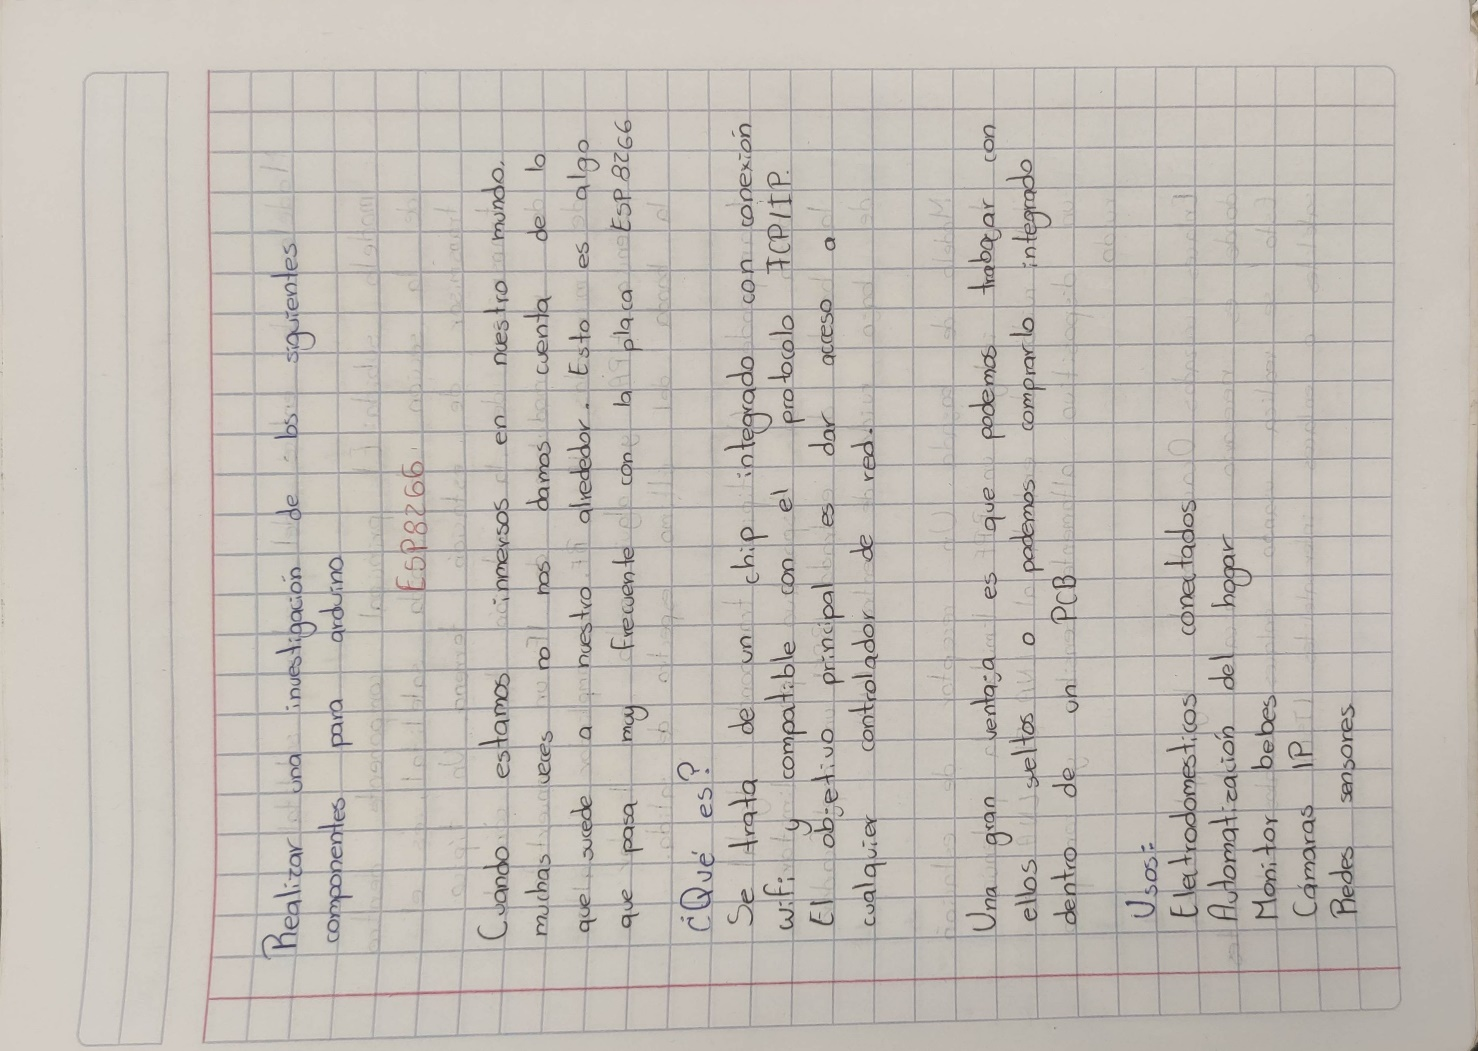 Realizar una investigación de los siguientes
componentes para arduino
ESP8266
Cuando estamos inmersos en nuestro mundo,
muchas veces no nos damos cuenta de lo
que sucede a nuestro alrededor. Esto es algo
que pasa muy frecuente con la placa ESP8266
¿Qué es?
Se trata de un chip integrado con conexión
wifi y compatible con el protocolo TCP/IP.
El objetivo principal es dar acceso a
cualquier controlador de red.
Una gran ventaja es que podemos trabajar con
ellos sueltos o podemos comprarlo integrado
dentro de un PCB
Usos:
Electrodomesticos conectados
Automatización del hogar
Monitor bebes
Cámaras IP
Redes sensores